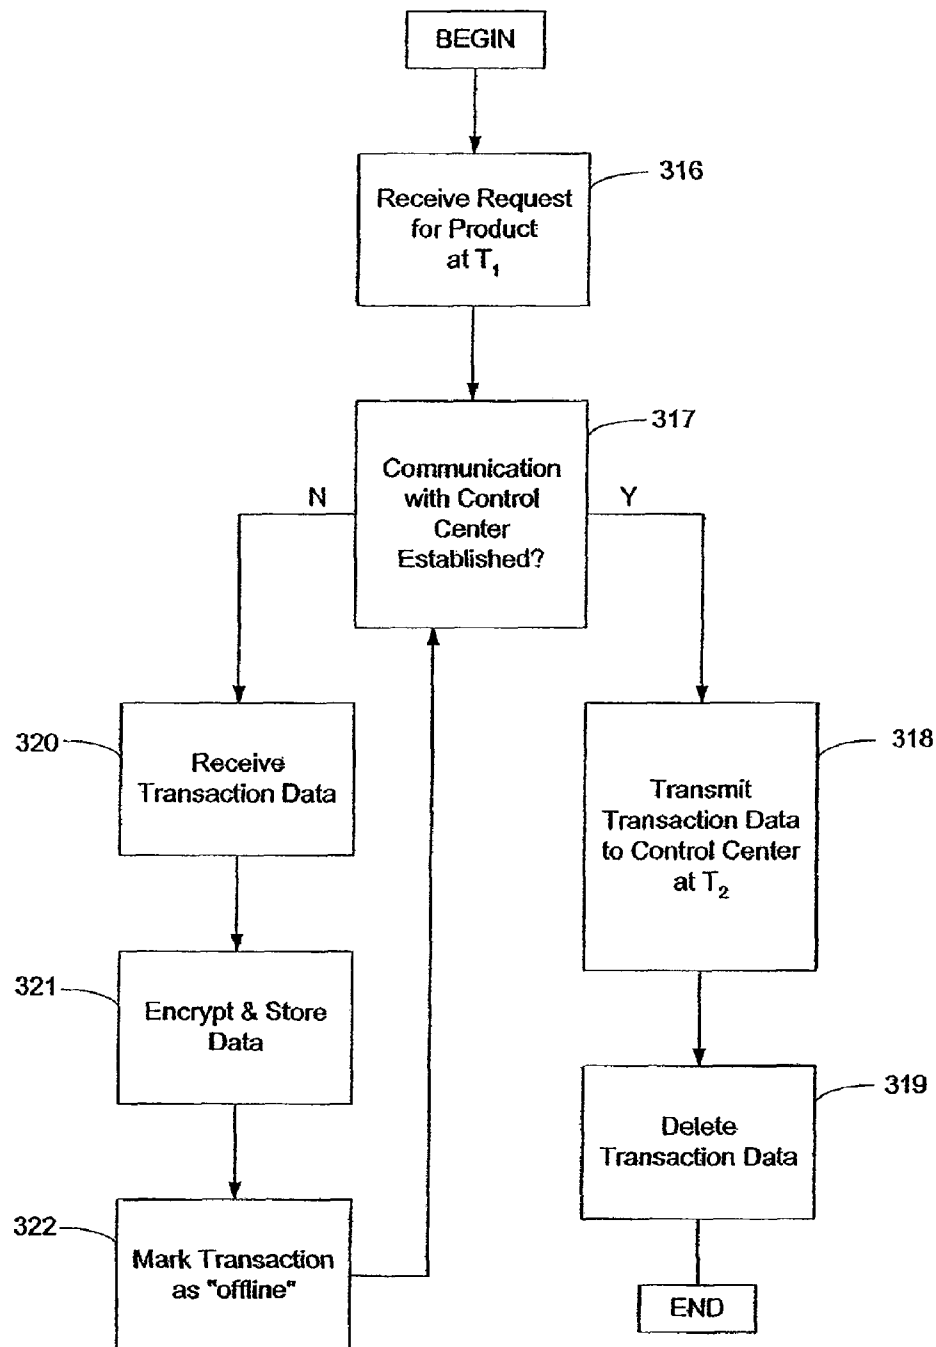 BEGIN
316
Receive Request
for Product
at T₁
317
Communication
with Control
Center
Established?
N
Y
320
Receive
Transaction Data
318
Transmit
Transaction Data
to Control Center
at T₂
321
Encrypt & Store
Data
319
Delete
Transaction Data
322
Mark Transaction
as "offline"
END